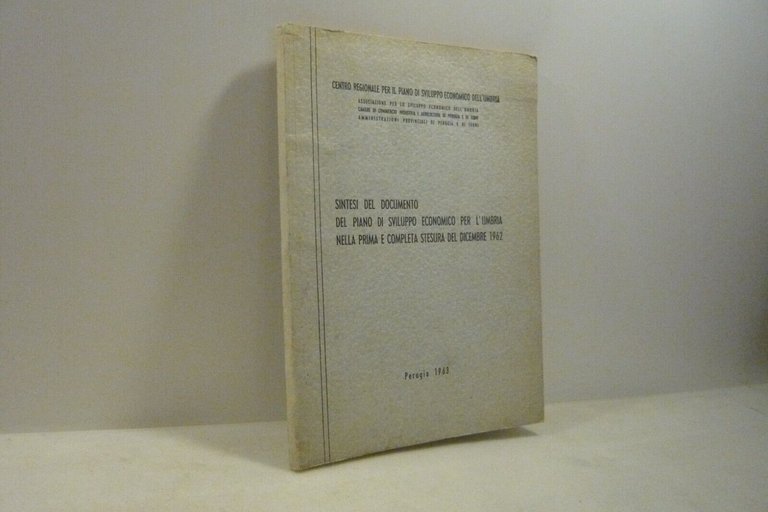 CENTRO REGIONALE PER IL PIANO DI SVILUPPO ECONOMICO DELL'UMBRIA
ASSOCIAZIONE PER LO SVILUPPO ECONOMICO DELL'UMBRIA
CAMERE DI COMMERCIO INDUSTRIA E AGRICOLTURA DI PERUGIA E DI TERNI
AMMINISTRAZIONI PROVINCIALI DI PERUGIA E DI TERNI
SINTESI DEL DOCUMENTO
DEL PIANO DI SVILUPPO ECONOMICO PER L'UMBRIA
NELLA PRIMA E COMPLETA STESURA DEL DICEMBRE 1962
Perugia 1963